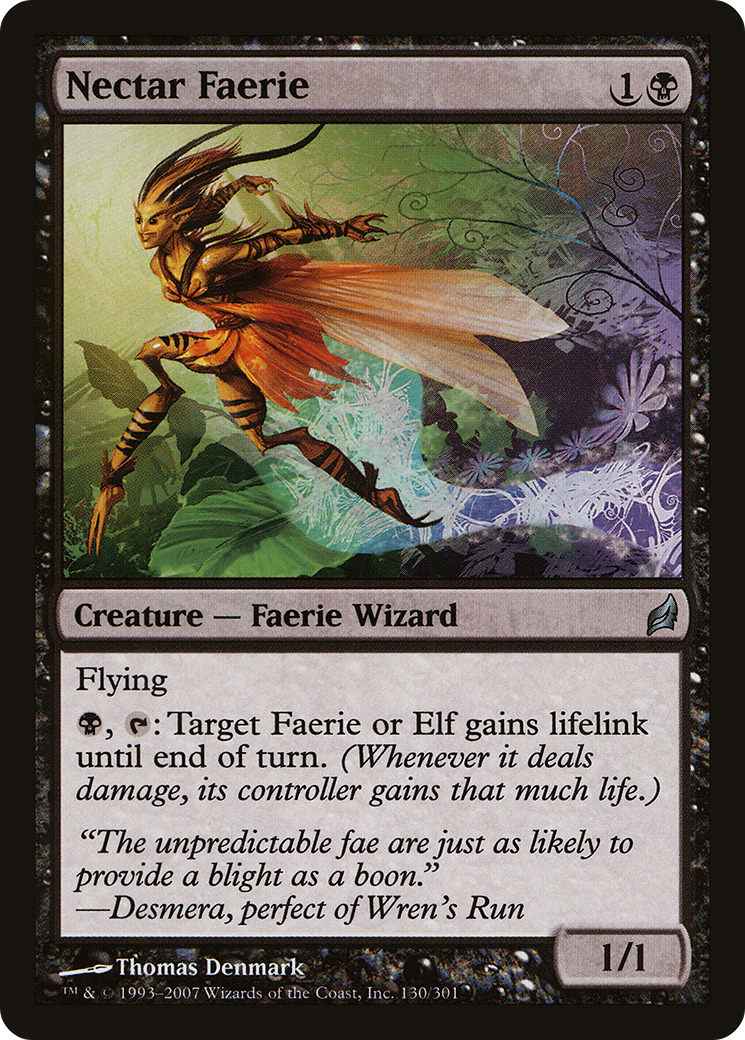 Nectar Faerie 1
Creature — Faerie Wizard
Flying
, : Target Faerie or Elf gains lifelink
until end of turn. (Whenever it deals
damage, its controller gains that much life.)
“The unpredictable fae are just as likely to
provide a blight as a boon.”
—Desmera, perfect of Wren’s Run
1/1
Thomas Denmark
™ & © 1993–2007 Wizards of the Coast, Inc. 130/301